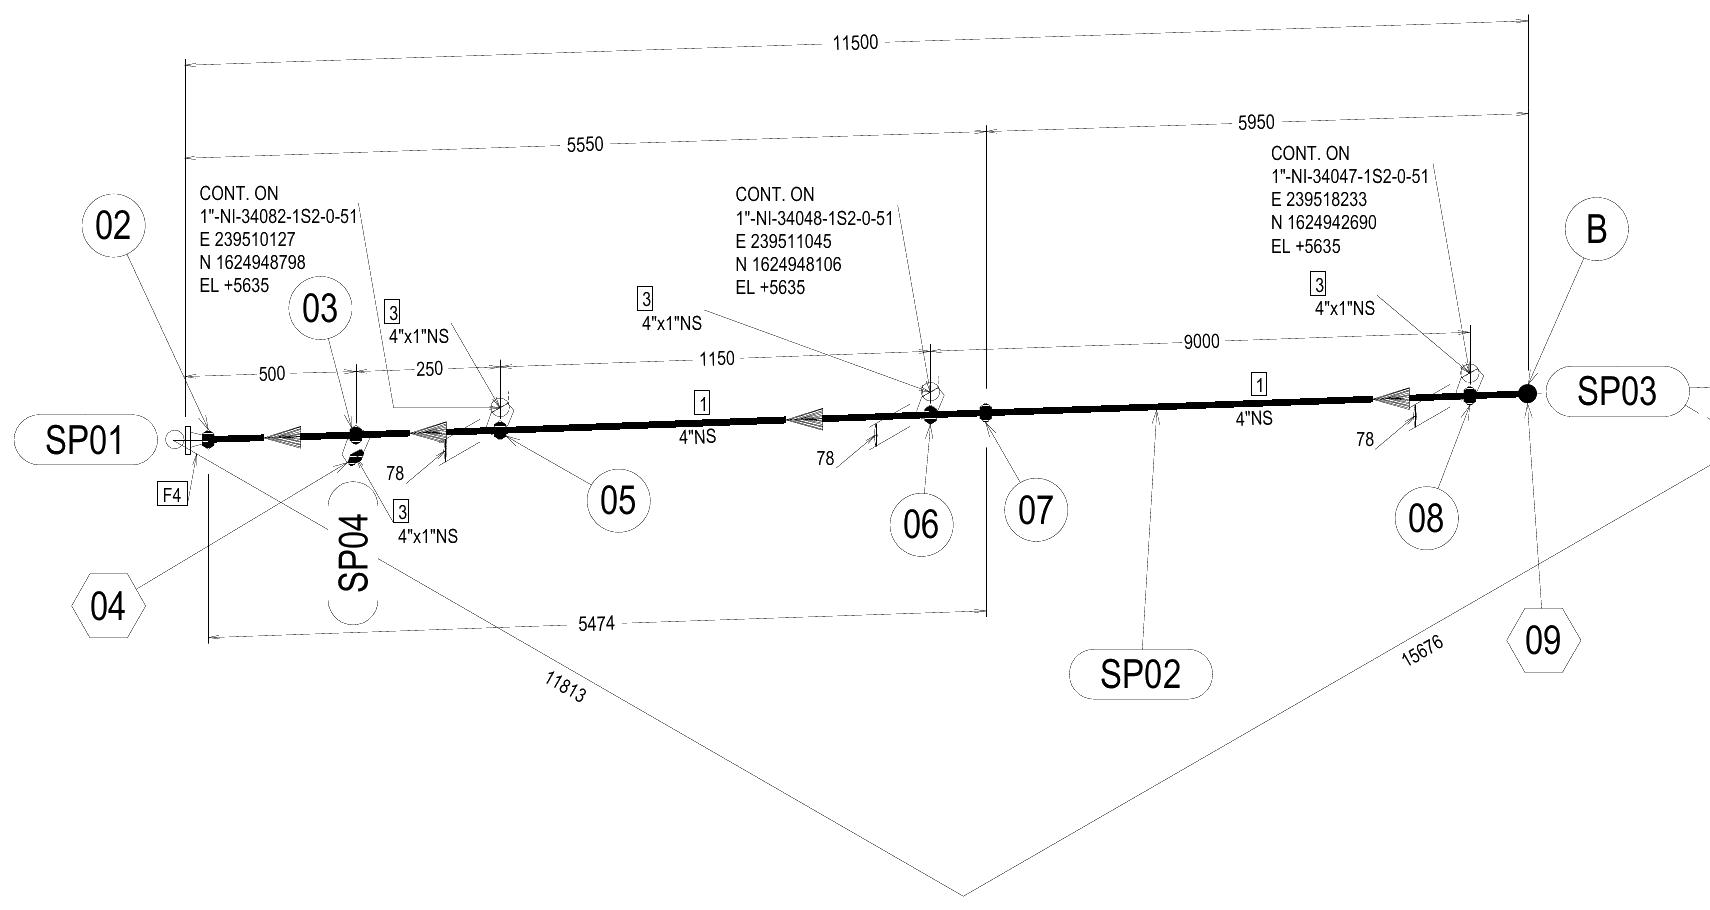 11500
5550
5950
CONT. ON
1"-NI-34082-1S2-0-51
E 239510127
N 1624948798
EL +5635
CONT. ON
1"-NI-34048-1S2-0-51
E 239511045
N 1624948106
EL +5635
CONT. ON
1"-NI-34047-1S2-0-51
E 239518233
N 1624942690
EL +5635
02
B
03
3
4"x1"NS
3
4"x1"NS
3
4"x1"NS
500
250
1150
9000
SP01
1
4"NS
1
4"NS
SP03
78
78
78
F4
05
06
07
08
3
4"x1"NS
SP04
04
5474
SP02
09
11813
15676